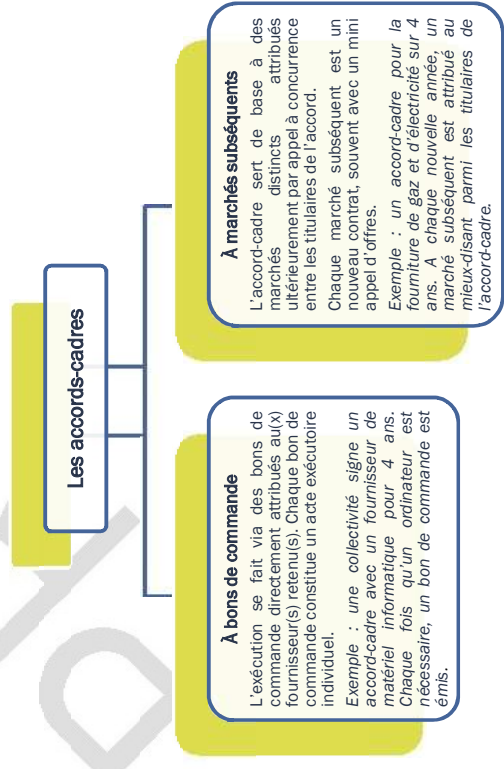 Les accords-cadres
À bons de commande
L'exécution se fait via des bons de
commande directement attribués au(x)
fournisseur(s) retenu(s). Chaque bon de
commande constitue un acte exécutoire
individuel.
Exemple : une collectivité signe un
accord-cadre avec un fournisseur de
matériel informatique pour 4 ans.
Chaque fois qu'un ordinateur est
nécessaire, un bon de commande est
émis.
À marchés subséquents
L'accord-cadre sert de base à des
marchés distincts attribués
ultérieurement par appel à concurrence
entre les titulaires de l'accord.
Chaque marché subséquent est un
nouveau contrat, souvent avec un mini
appel d'offres.
Exemple : un accord-cadre pour la
fourniture de gaz et d'électricité sur 4
ans. A chaque nouvelle année, un
marché subséquent est attribué au
mieux-disant parmi les titulaires de
l'accord-cadre.